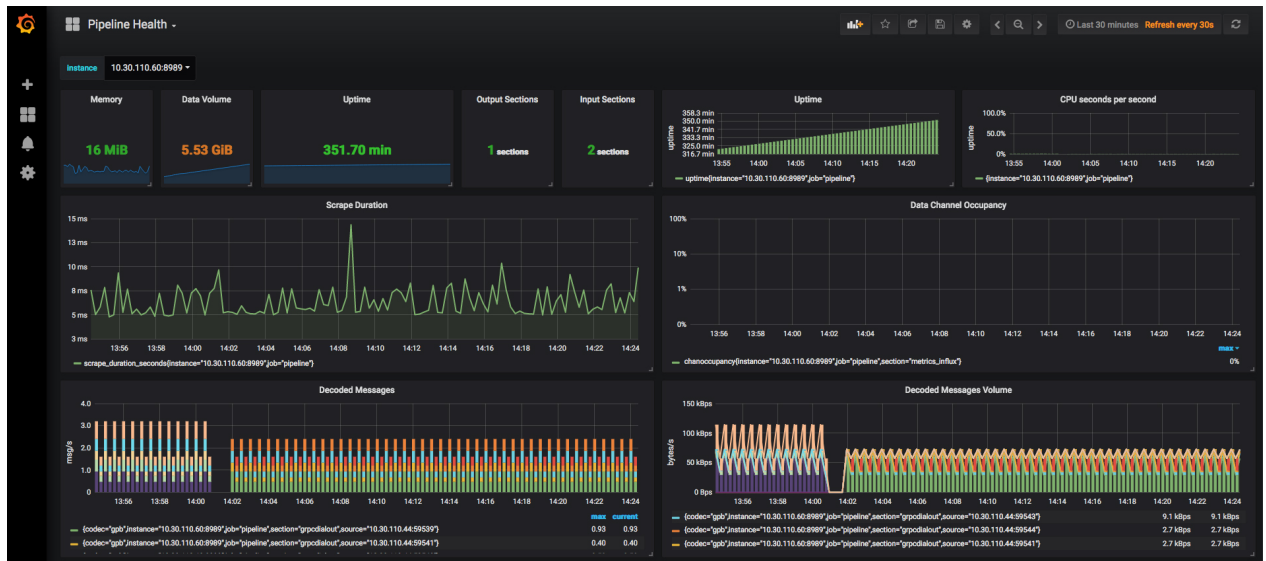 Pipeline Health
Last 30 minutes Refresh every 30s
Instance 10.30.110.60:8989
Memory
16 MiB
Data Volume
5.53 GiB
Uptime
351.70 min
Output Sections
1 sections
Input Sections
2 sections
Uptime
uptime
358.3 min
350.0 min
341.7 min
333.3 min
325.0 min
316.7 min
13:55 14:00 14:05 14:10 14:15 14:20
uptime{instance="10.30.110.60:8989",job="pipeline"}
CPU seconds per second
uptime
100.0%
50.0%
0%
13:55 14:00 14:05 14:10 14:15 14:20
{instance="10.30.110.60:8989",job="pipeline"}
Scrape Duration
15 ms
13 ms
10 ms
8 ms
5 ms
3 ms
13:56 13:58 14:00 14:02 14:04 14:06 14:08 14:10 14:12 14:14 14:16 14:18 14:20 14:22 14:24
scrape_duration_seconds{instance="10.30.110.60:8989",job="pipeline"}
Data Channel Occupancy
100%
10%
1%
0%
13:56 13:58 14:00 14:02 14:04 14:06 14:08 14:10 14:12 14:14 14:16 14:18 14:20 14:22 14:24
max
chanoccupancy{instance="10.30.110.60:8989",job="pipeline",section="metrics_influx"} 0%
Decoded Messages
msg/s
4.0
3.0
2.0
1.0
0
13:56 13:58 14:00 14:02 14:04 14:06 14:08 14:10 14:12 14:14 14:16 14:18 14:20 14:22 14:24
max current
{codec="gpb",instance="10.30.110.60:8989",job="pipeline",section="grpcdialout",source="10.30.110.44:59539"} 0.93 0.93
{codec="gpb",instance="10.30.110.60:8989",job="pipeline",section="grpcdialout",source="10.30.110.44:59541"} 0.40 0.40
Decoded Messages Volume
bytes/s
150 kBps
100 kBps
50 kBps
0 Bps
13:56 13:58 14:00 14:02 14:04 14:06 14:08 14:10 14:12 14:14 14:16 14:18 14:20 14:22 14:24
{codec="gpb",instance="10.30.110.60:8989",job="pipeline",section="grpcdialout",source="10.30.110.44:59543"} 9.1 kBps 9.1 kBps
{codec="gpb",instance="10.30.110.60:8989",job="pipeline",section="grpcdialout",source="10.30.110.44:59544"} 2.7 kBps 2.7 kBps
{codec="gpb",instance="10.30.110.60:8989",job="pipeline",section="grpcdialout",source="10.30.110.44:59541"} 2.7 kBps 2.7 kBps